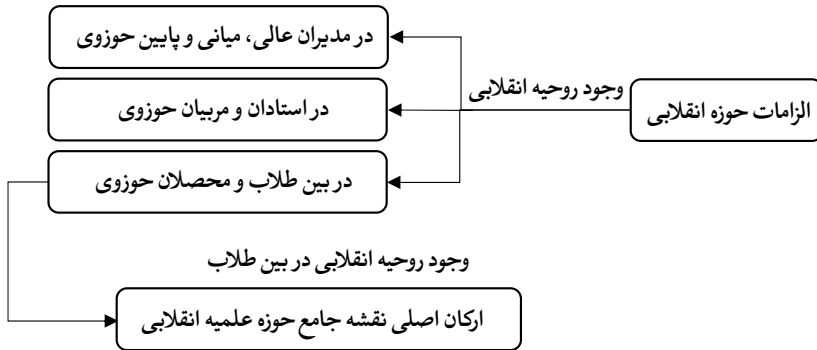 الزامات حوزه انقلابی
وجود روحیه انقلابی
در مدیران عالی، میانی و پایین حوزوی
در استادان و مربیان حوزوی
در بین طلاب و محصلان حوزوی
وجود روحیه انقلابی در بین طلاب
ارکان اصلی نقشه جامع حوزه علمیه انقلابی